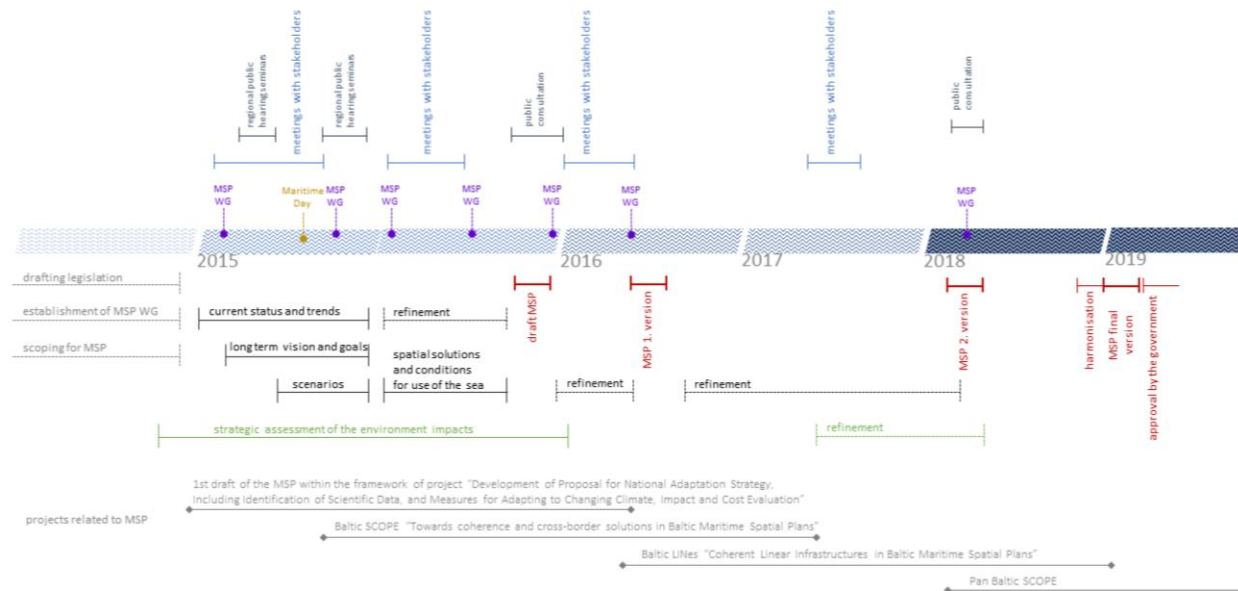 regional public
hearing seminars
meetings with stakeholders
regional public
hearing seminars
meetings with stakeholders
public
consultation
meetings with stakeholders
meetings with stakeholders
public
consultation
MSP
WG
Maritime
Day
MSP
WG
MSP
WG
MSP
WG
MSP
WG
MSP
WG
MSP
WG
2015
2016
2017
2018
2019
drafting legislation
establishment of MSP WG
scoping for MSP
current status and trends
long term vision and goals
scenarios
refinement
spatial solutions
and conditions
for use of the sea
draft MSP
refinement
MSP 1. version
refinement
MSP 2. version
harmonisation
MSP final
version
approval by the government
strategic assessment of the environment impacts
refinement
projects related to MSP
1st draft of the MSP within the framework of project "Development of Proposal for National Adaptation Strategy,
Including Identification of Scientific Data, and Measures for Adapting to Changing Climate, Impact and Cost Evaluation"
Baltic SCOPE "Towards coherence and cross-border solutions in Baltic Maritime Spatial Plans"
Baltic LINes "Coherent Linear Infrastructures in Baltic Maritime Spatial Plans"
Pan Baltic SCOPE